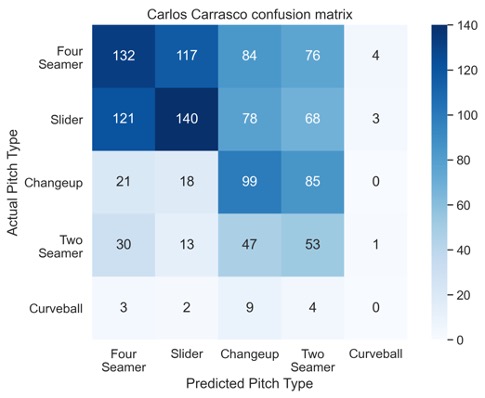 Carlos Carrasco confusion matrix
Actual Pitch Type
Four
Seamer
132 117 84 76 4
Slider
121 140 78 68 3
Changeup
21 18 99 85 0
Two
Seamer
30 13 47 53 1
Curveball
3 2 9 4 0
Four
Seamer
Slider
Changeup
Two
Seamer
Curveball
Predicted Pitch Type
140
120
100
80
60
40
20
0